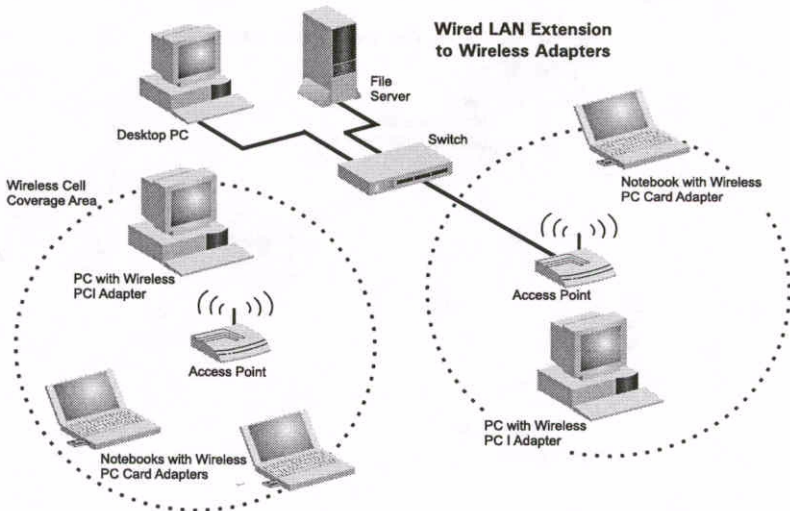 Wired LAN Extension
to Wireless Adapters
File
Server
Desktop PC
Switch
Notebook with Wireless
PC Card Adapter
Wireless Cell
Coverage Area
PC with Wireless
PCI Adapter
Access Point
Access Point
Notebooks with Wireless
PC Card Adapters
PC with Wireless
PC I Adapter